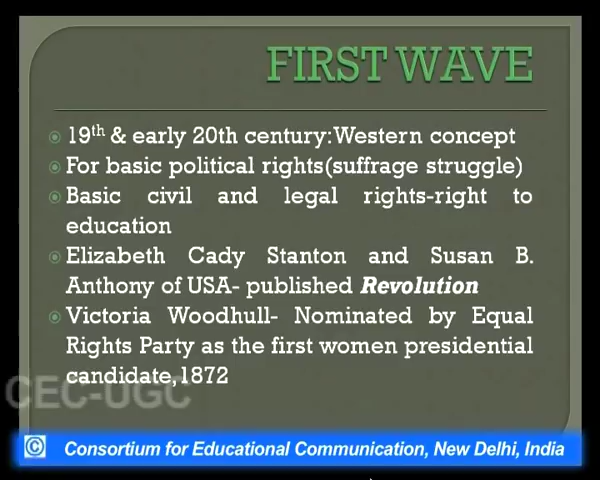 FIRST WAVE
19th & early 20th century:Western concept
For basic political rights(suffrage struggle)
Basic civil and legal rights-right to
education
Elizabeth Cady Stanton and Susan B.
Anthony of USA- published Revolution
Victoria Woodhull- Nominated by Equal
Rights Party as the first women presidential
candidate,1872
CEC-UGC
© Consortium for Educational Communication, New Delhi, India